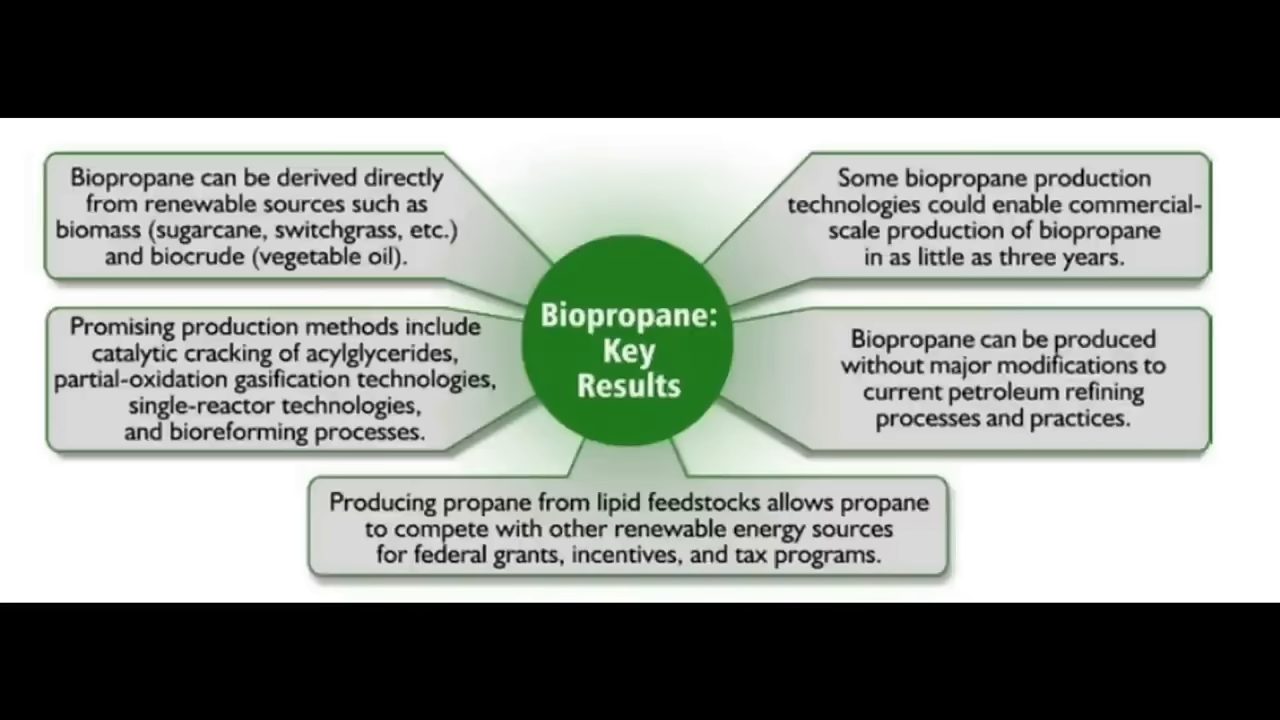 Biopropane can be derived directly
from renewable sources such as
biomass (sugarcane, switchgrass, etc.)
and biocrude (vegetable oil).
Some biopropane production
technologies could enable commercial-
scale production of biopropane
in as little as three years.
Biopropane:
Key
Results
Promising production methods include
catalytic cracking of acylglycerides,
partial-oxidation gasification technologies,
single-reactor technologies,
and bioreforming processes.
Biopropane can be produced
without major modifications to
current petroleum refining
processes and practices.
Producing propane from lipid feedstocks allows propane
to compete with other renewable energy sources
for federal grants, incentives, and tax programs.